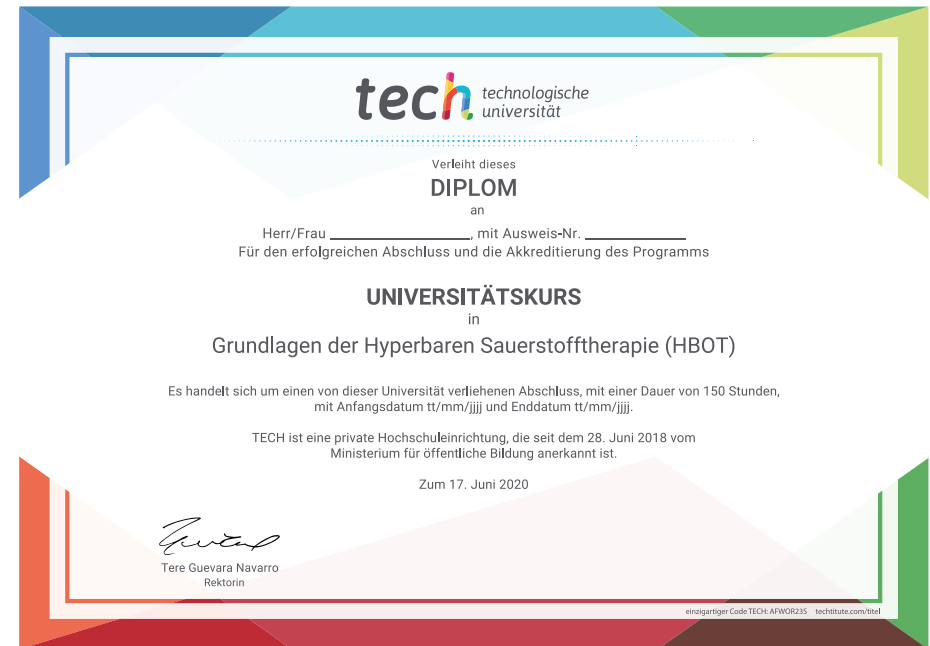 tech technologische
universität
Verleiht dieses
DIPLOM
an
Herr/Frau ____________________, mit Ausweis-Nr. ______________
Für den erfolgreichen Abschluss und die Akkreditierung des Programms
UNIVERSITÄTSKURS
in
Grundlagen der Hyperbaren Sauerstofftherapie (HBOT)
Es handelt sich um einen von dieser Universität verliehenen Abschluss, mit einer Dauer von 150 Stunden,
mit Anfangsdatum tt/mm/jjjj und Enddatum tt/mm/jjjj.
TECH ist eine private Hochschuleinrichtung, die seit dem 28. Juni 2018 vom
Ministerium für öffentliche Bildung anerkannt ist.
Zum 17. Juni 2020
Tere Guevara Navarro
Rektorin
einzigartiger Code TECH: AFWOR23S techtitute.com/titel